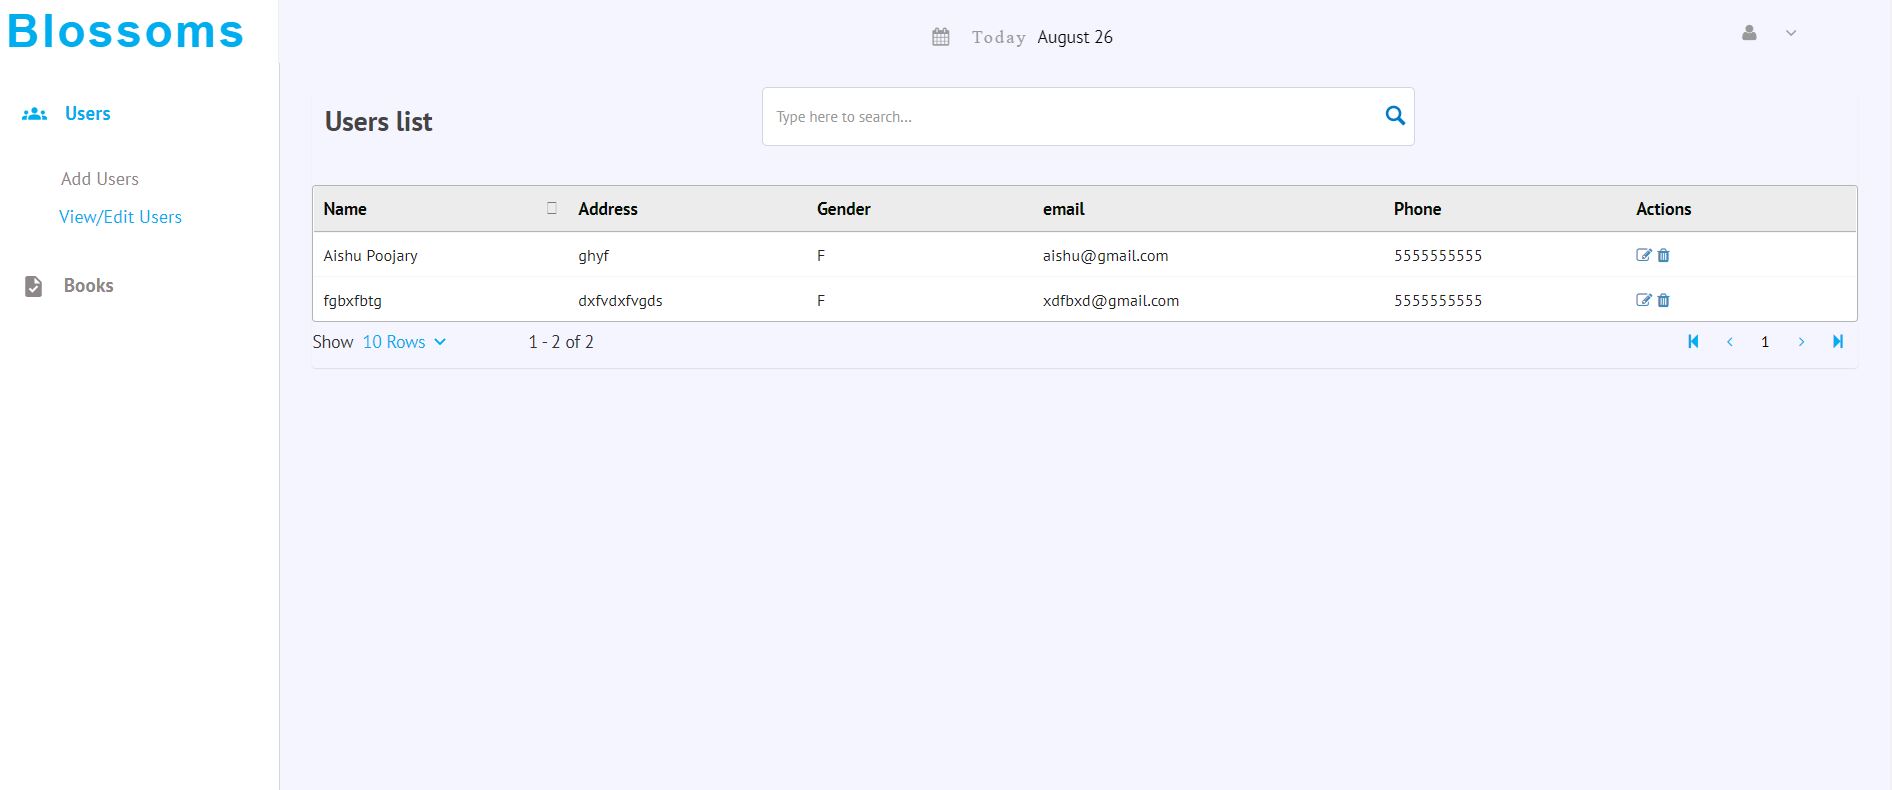 Blossoms
Today August 26
Users
Add Users
View/Edit Users
Books
Users list
Type here to search...
Name Address Gender email Phone Actions
Aishu Poojary ghyf F aishu@gmail.com 5555555555
fgbxfbtg dxfvdxfvgds F xdfbxd@gmail.com 5555555555
Show 10 Rows 1 - 2 of 2 1